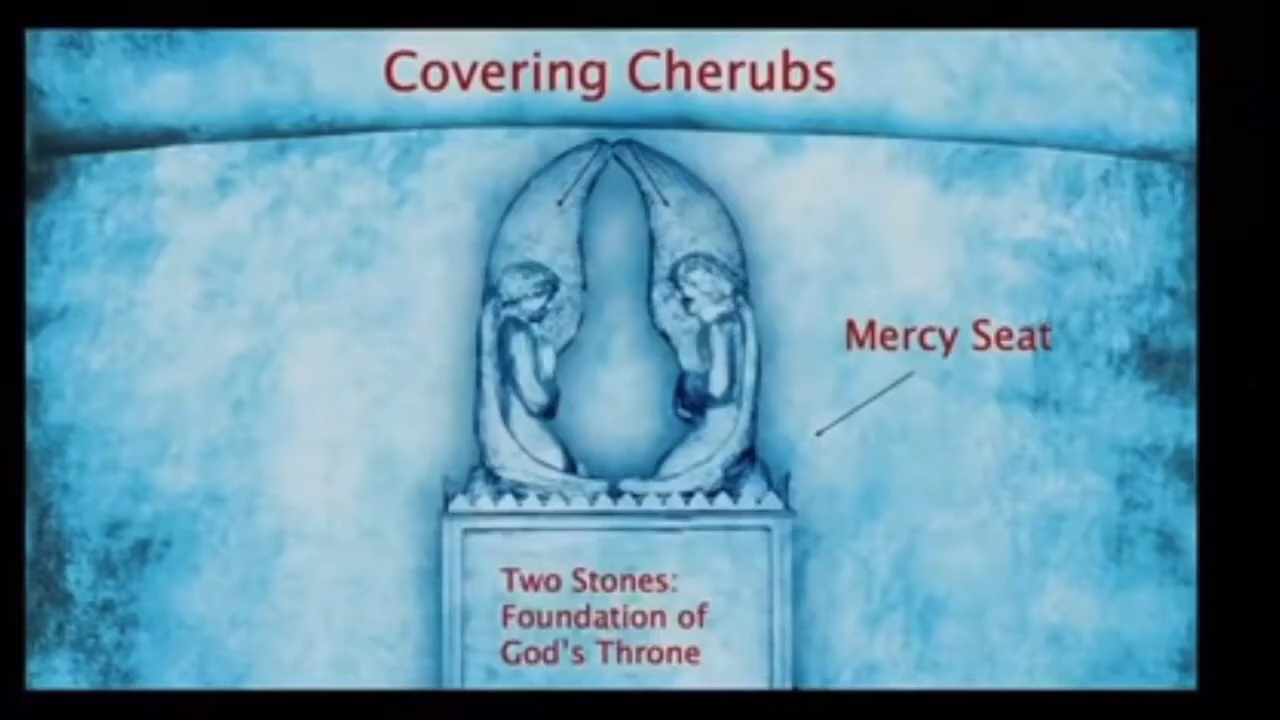 Covering Cherubs
Mercy Seat
Two Stones:
Foundation of
God's Throne